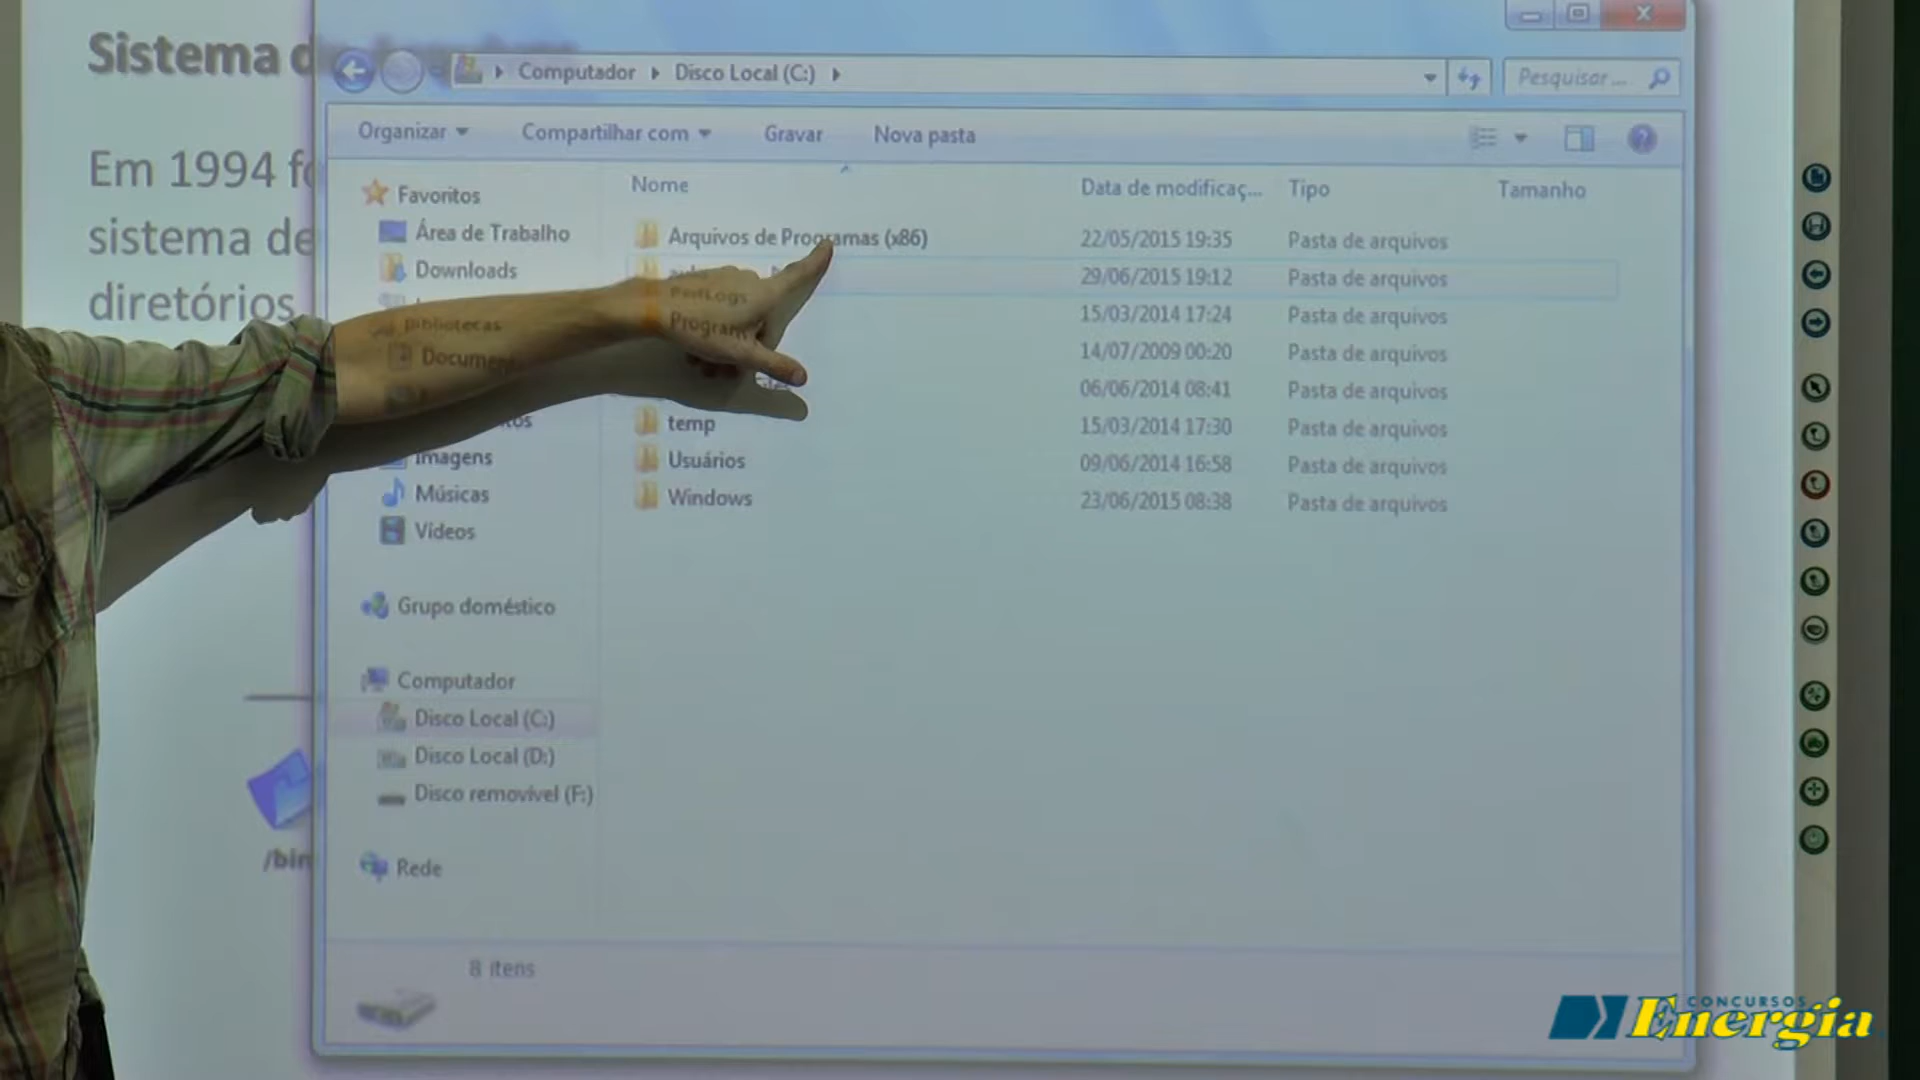 Sistema d
Computador
Disco Local (C:)
Pesquisar ...
Em 1994 fo
sistema de
diretórios
Organizar
Compartilhar com
Gravar
Nova pasta
Favoritos
Área de Trabalho
Downloads
Bibliotecas
Document
Imagens
Músicas
Vídeos
Grupo doméstico
Computador
Disco Local (C:)
Disco Local (D:)
Disco removível (F:)
Rede
Nome
Data de modificaç...
Tipo
Tamanho
Arquivos de Programas (x86)
22/05/2015 19:35
Pasta de arquivos
29/06/2015 19:12
Pasta de arquivos
PerfLogs
15/03/2014 17:24
Pasta de arquivos
Program
14/07/2009 00:20
Pasta de arquivos
06/06/2014 08:41
Pasta de arquivos
temp
15/03/2014 17:30
Pasta de arquivos
Usuários
09/06/2014 16:58
Pasta de arquivos
Windows
23/06/2015 08:38
Pasta de arquivos
/bin
8 itens
CONCURSOS
Energia